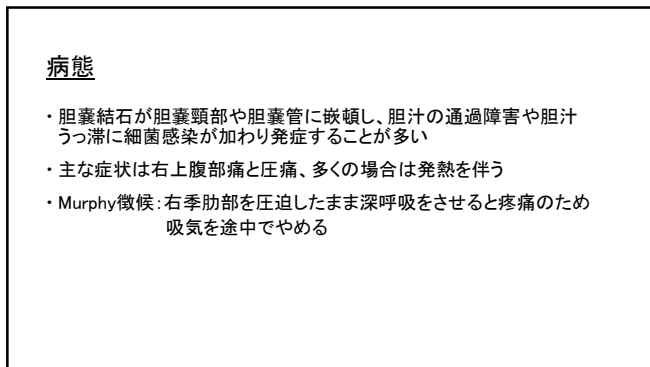 病態
・胆嚢結石が胆嚢頸部や胆嚢管に嵌頓し、胆汁の通過障害や胆汁
うっ滞に細菌感染が加わり発症することが多い
・主な症状は右上腹部痛と圧痛、多くの場合は発熱を伴う
・Murphy徴候：右季肋部を圧迫したまま深呼吸をさせると疼痛のため
吸気を途中でやめる